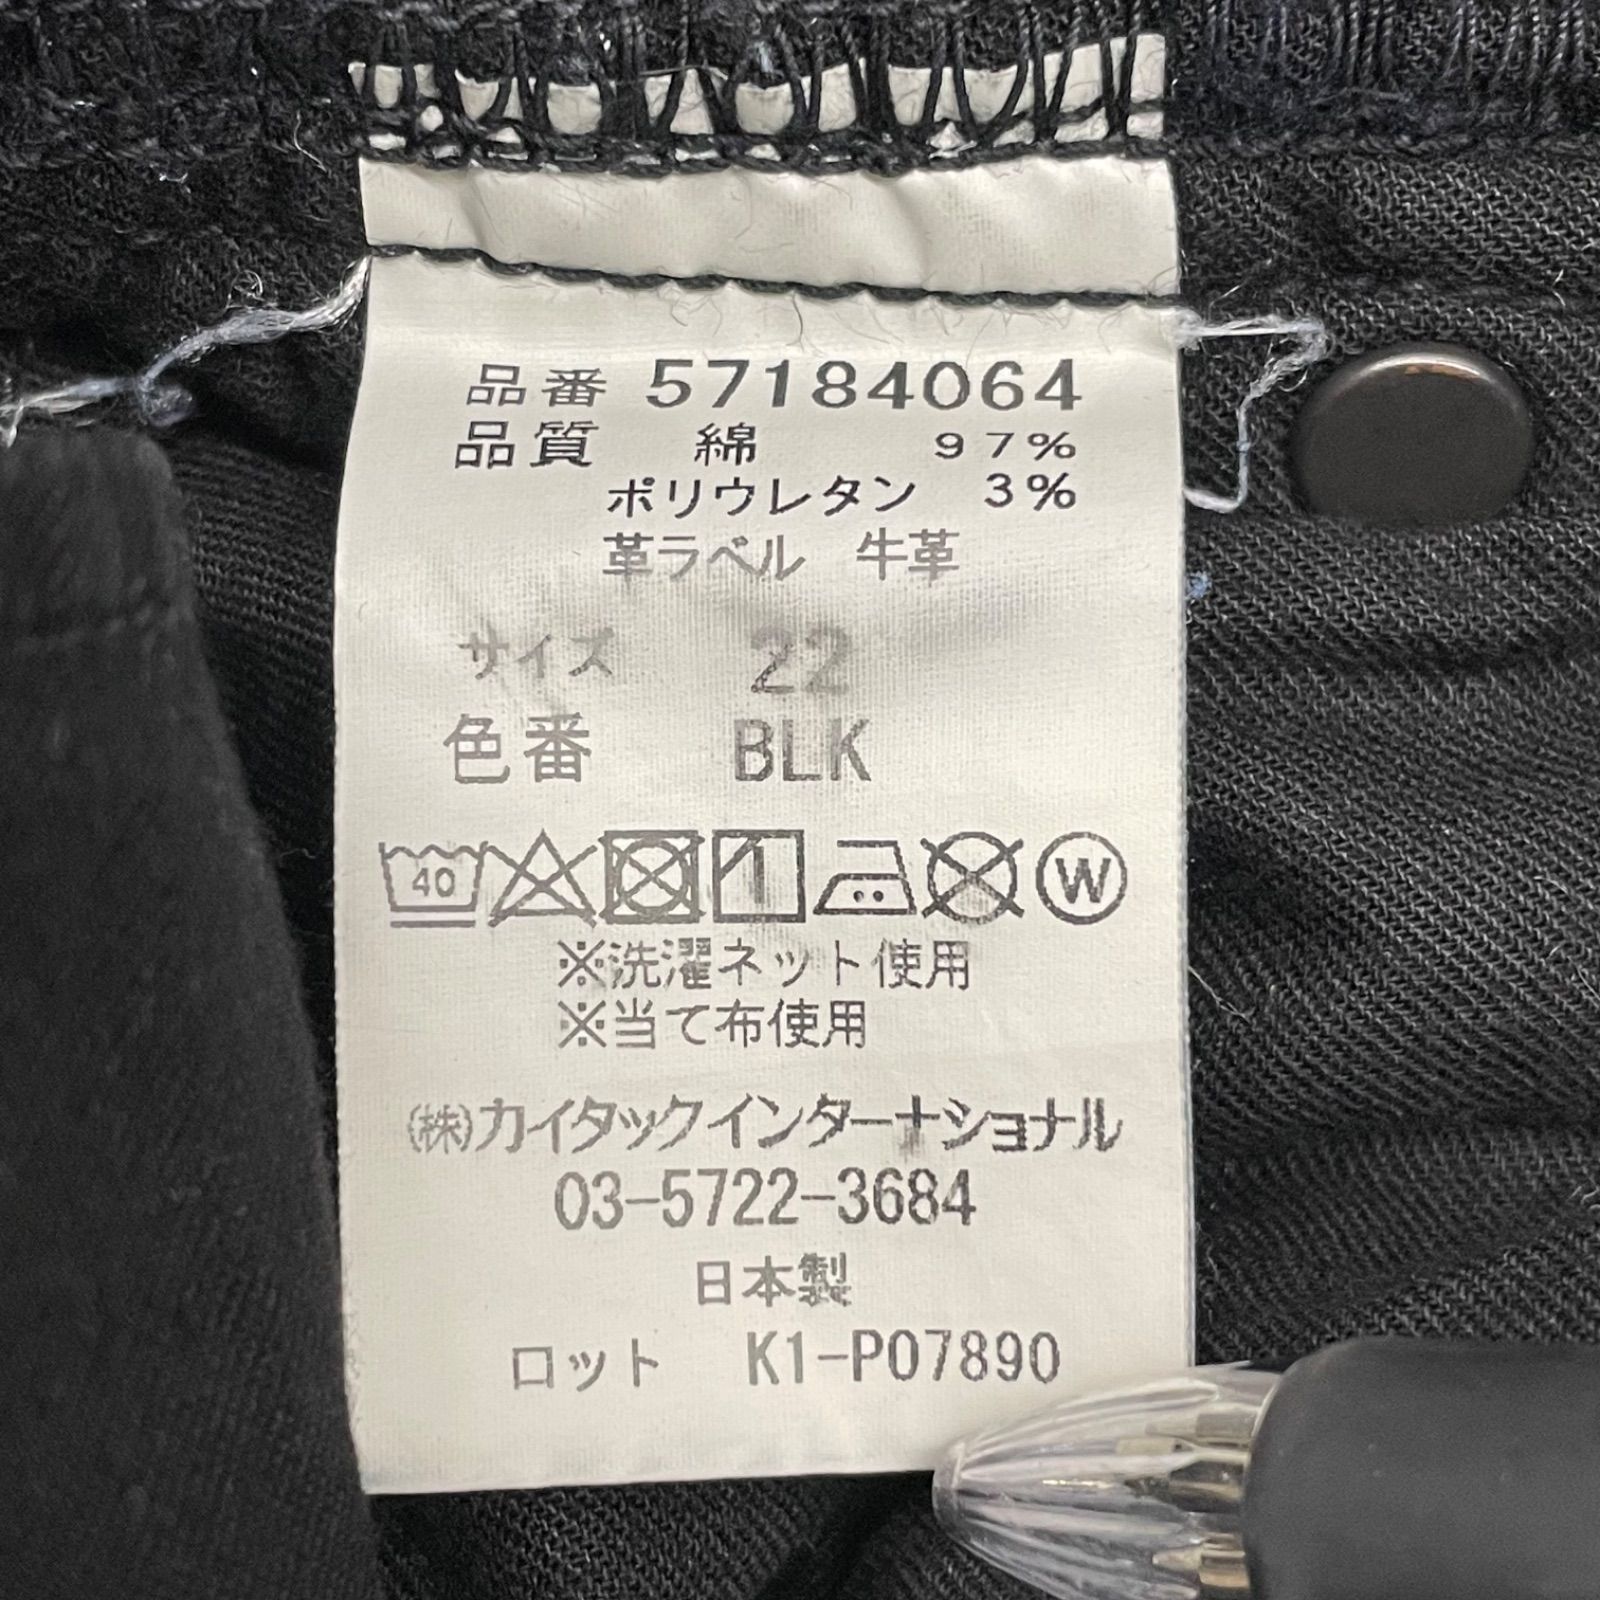 品番 57184064
品質 綿 97%
ポリウレタン 3%
革ラベル 牛革
サイズ 22
色番 BLK
40 W
※洗濯ネット使用
※当て布使用
(株)カイタックインターナショナル
03-5722-3684
日本製
ロット K1-P07890